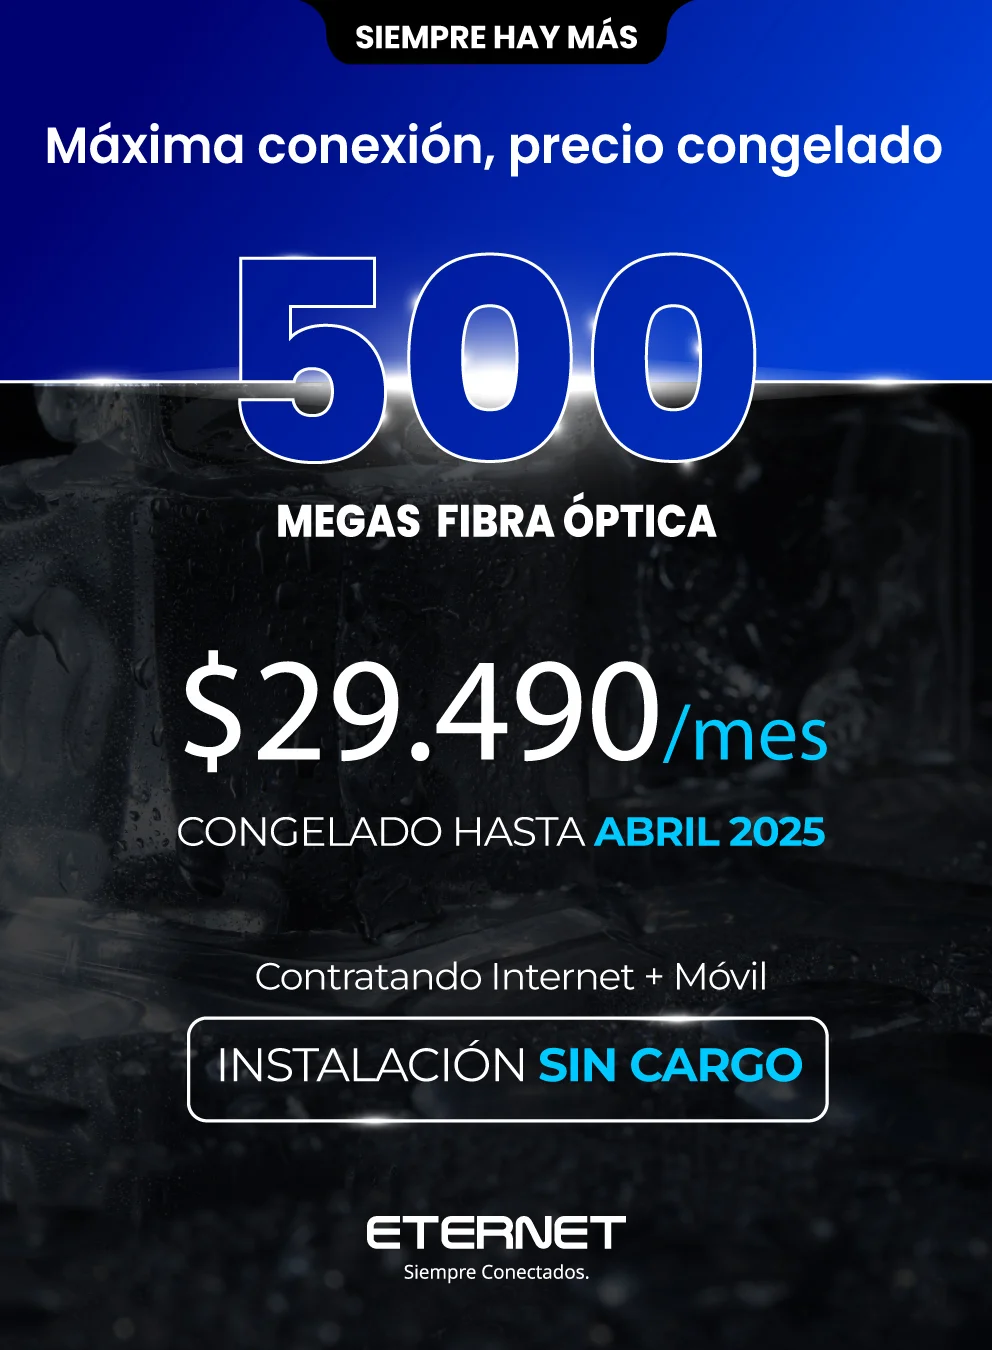 SIEMPRE HAY MÁS
Máxima conexión, precio congelado
500
MEGAS FIBRA ÓPTICA
$29.490/mes
CONGELADO HASTA ABRIL 2025
Contratando Internet + Móvil
INSTALACIÓN SIN CARGO
ETERNET
Siempre Conectados.